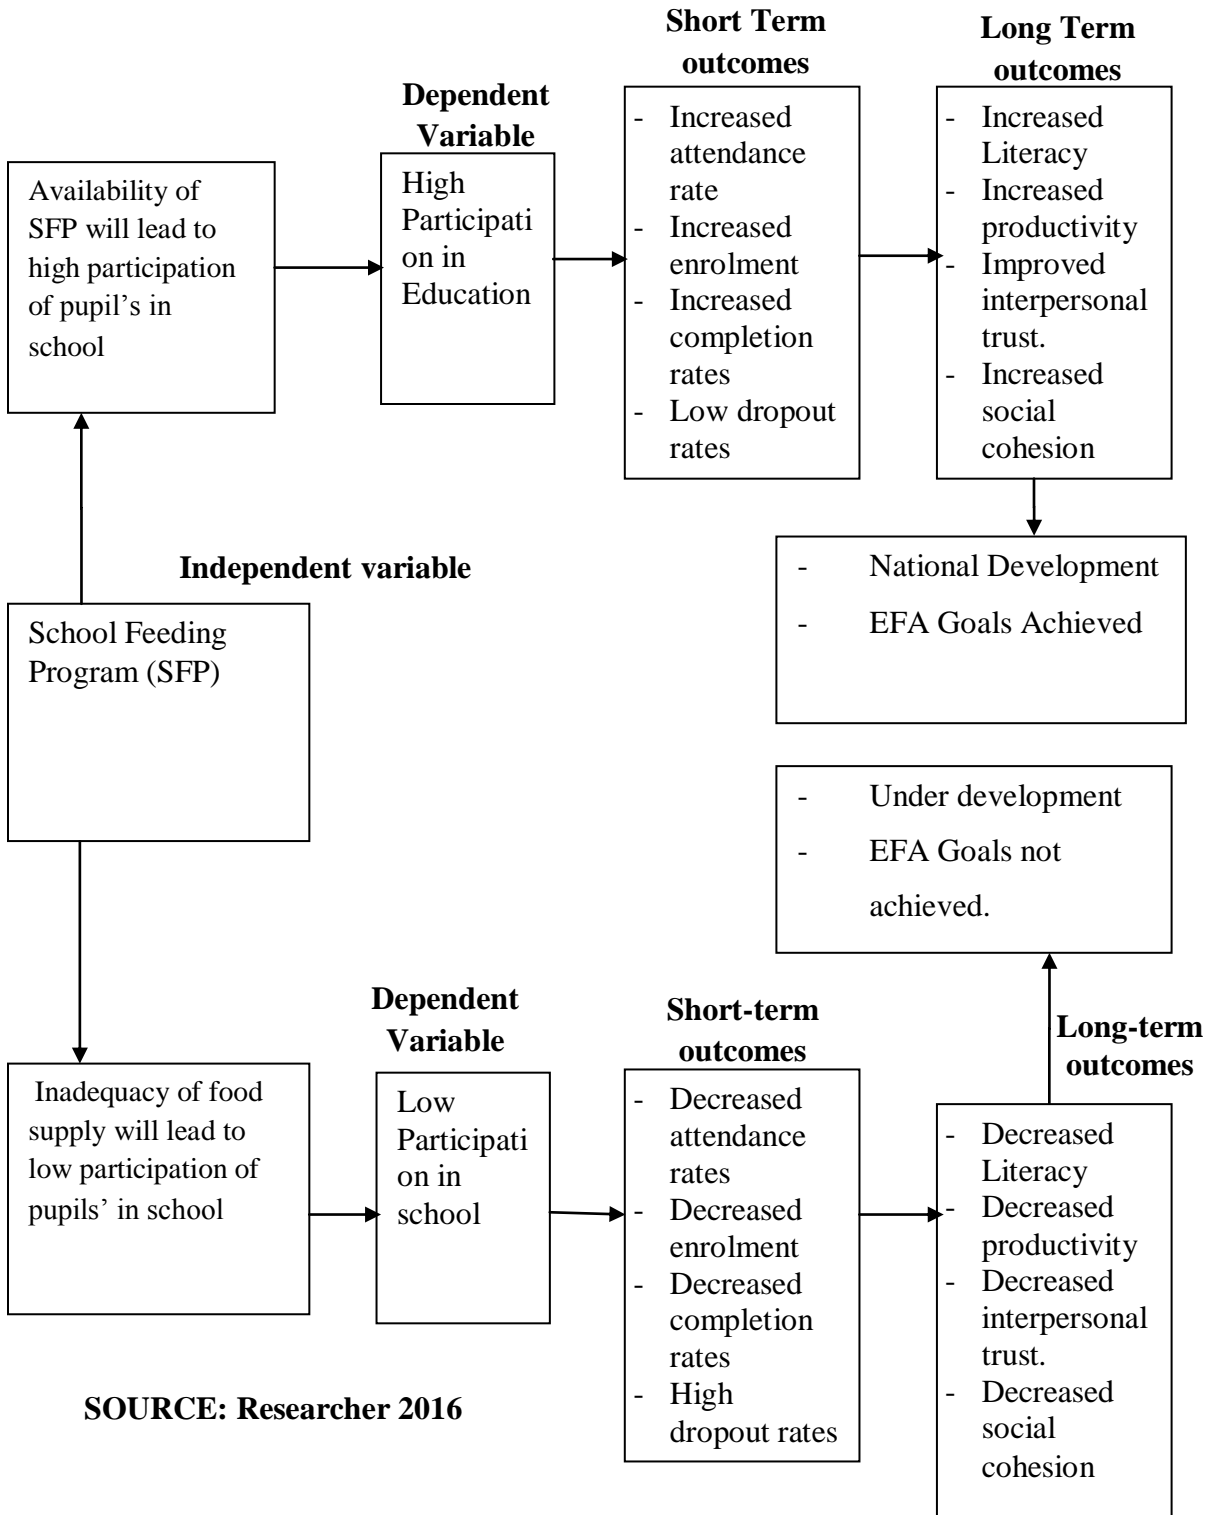 Short Term
outcomes
Long Term
outcomes
Dependent
Variable
Availability of
SFP will lead to
high participation
of pupil’s in
school
High
Participati
on in
Education
- Increased
attendance
rate
- Increased
enrolment
- Increased
completion
rates
- Low dropout
rates
- Increased
Literacy
- Increased
productivity
- Improved
interpersonal
trust.
- Increased
social
cohesion
Independent variable
School Feeding
Program (SFP)
- National Development
- EFA Goals Achieved
- Under development
- EFA Goals not
achieved.
Dependent
Variable
Short-term
outcomes
Long-term
outcomes
Inadequacy of food
supply will lead to
low participation of
pupils’ in school
Low
Participati
on in
school
- Decreased
attendance
rates
- Decreased
enrolment
- Decreased
completion
rates
- High
dropout rates
- Decreased
Literacy
- Decreased
productivity
- Decreased
interpersonal
trust.
- Decreased
social
cohesion
SOURCE: Researcher 2016